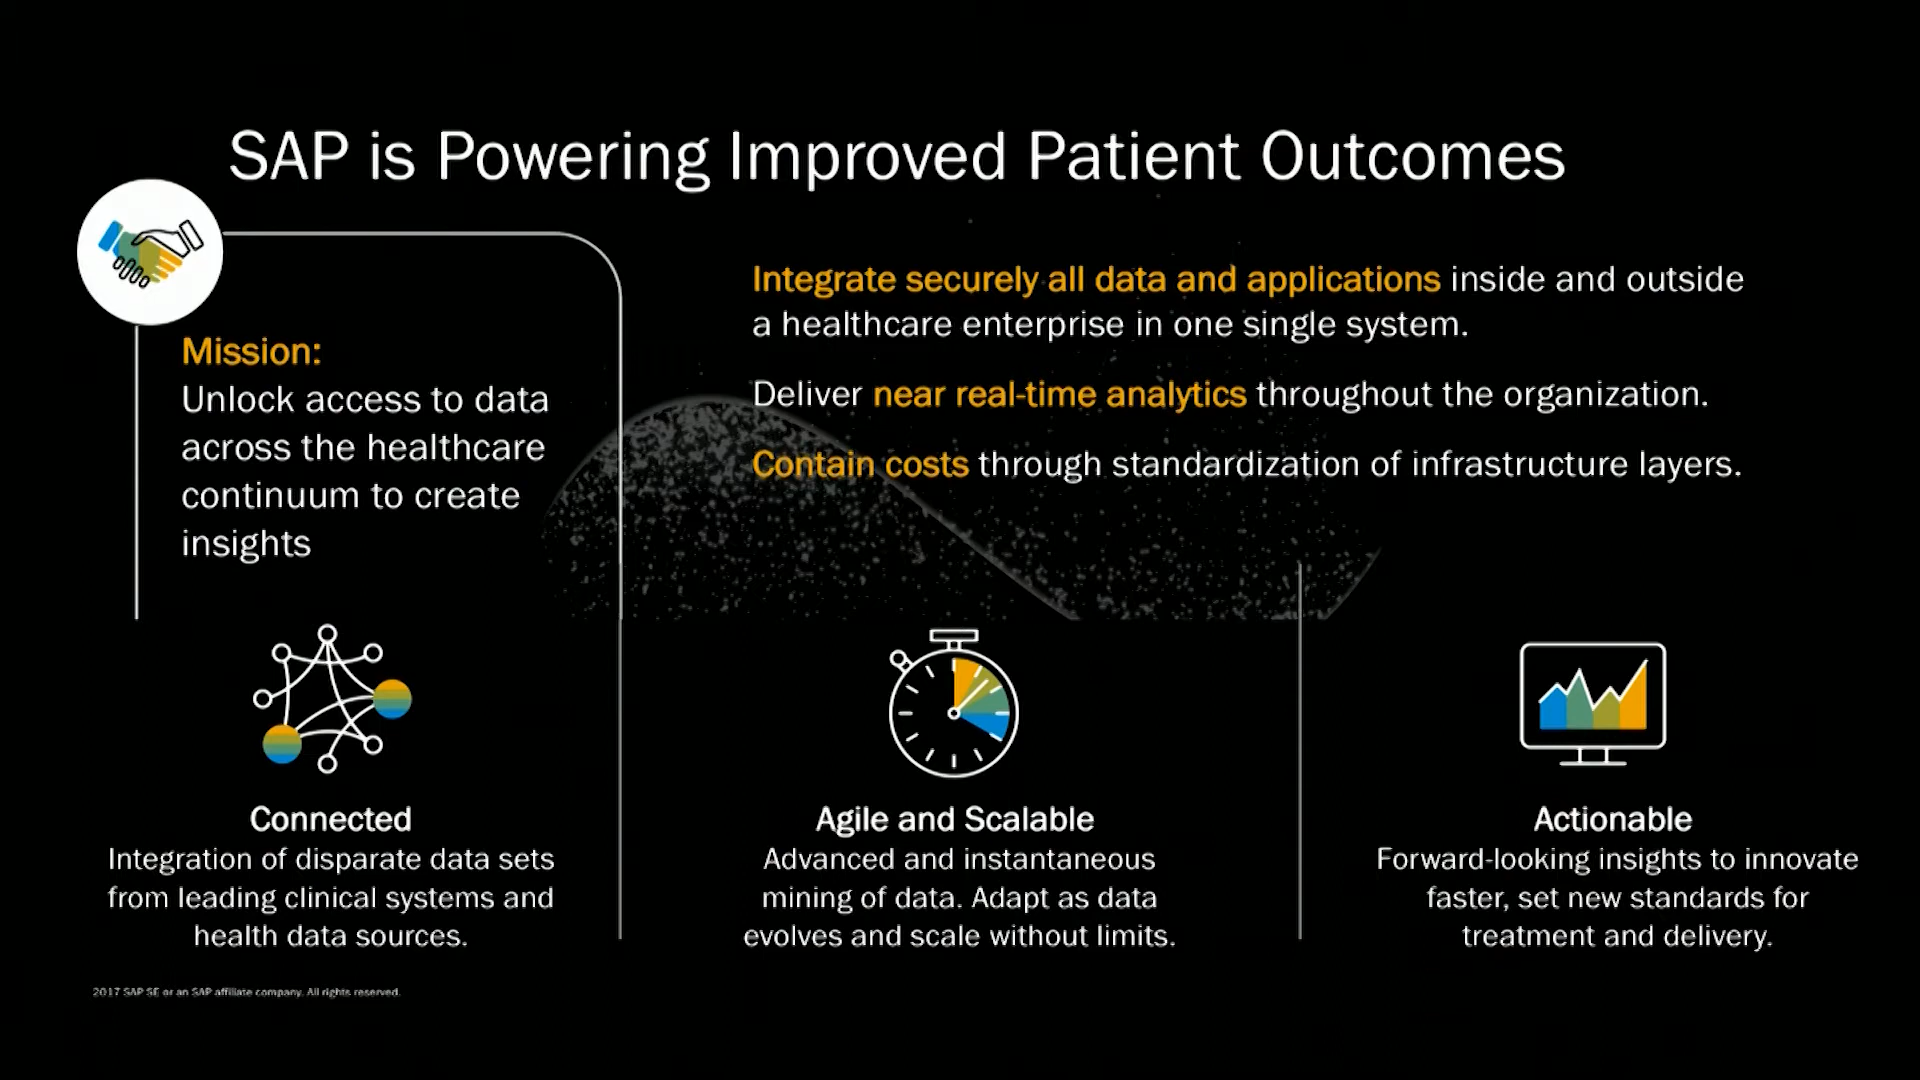 SAP is Powering Improved Patient Outcomes
Mission:
Unlock access to data
across the healthcare
continuum to create
insights
Integrate securely all data and applications inside and outside
a healthcare enterprise in one single system.
Deliver near real-time analytics throughout the organization.
Contain costs through standardization of infrastructure layers.
Connected
Integration of disparate data sets
from leading clinical systems and
health data sources.
Agile and Scalable
Advanced and instantaneous
mining of data. Adapt as data
evolves and scale without limits.
Actionable
Forward-looking insights to innovate
faster, set new standards for
treatment and delivery.
2017 SAP SE or an SAP affiliate company. All rights reserved.